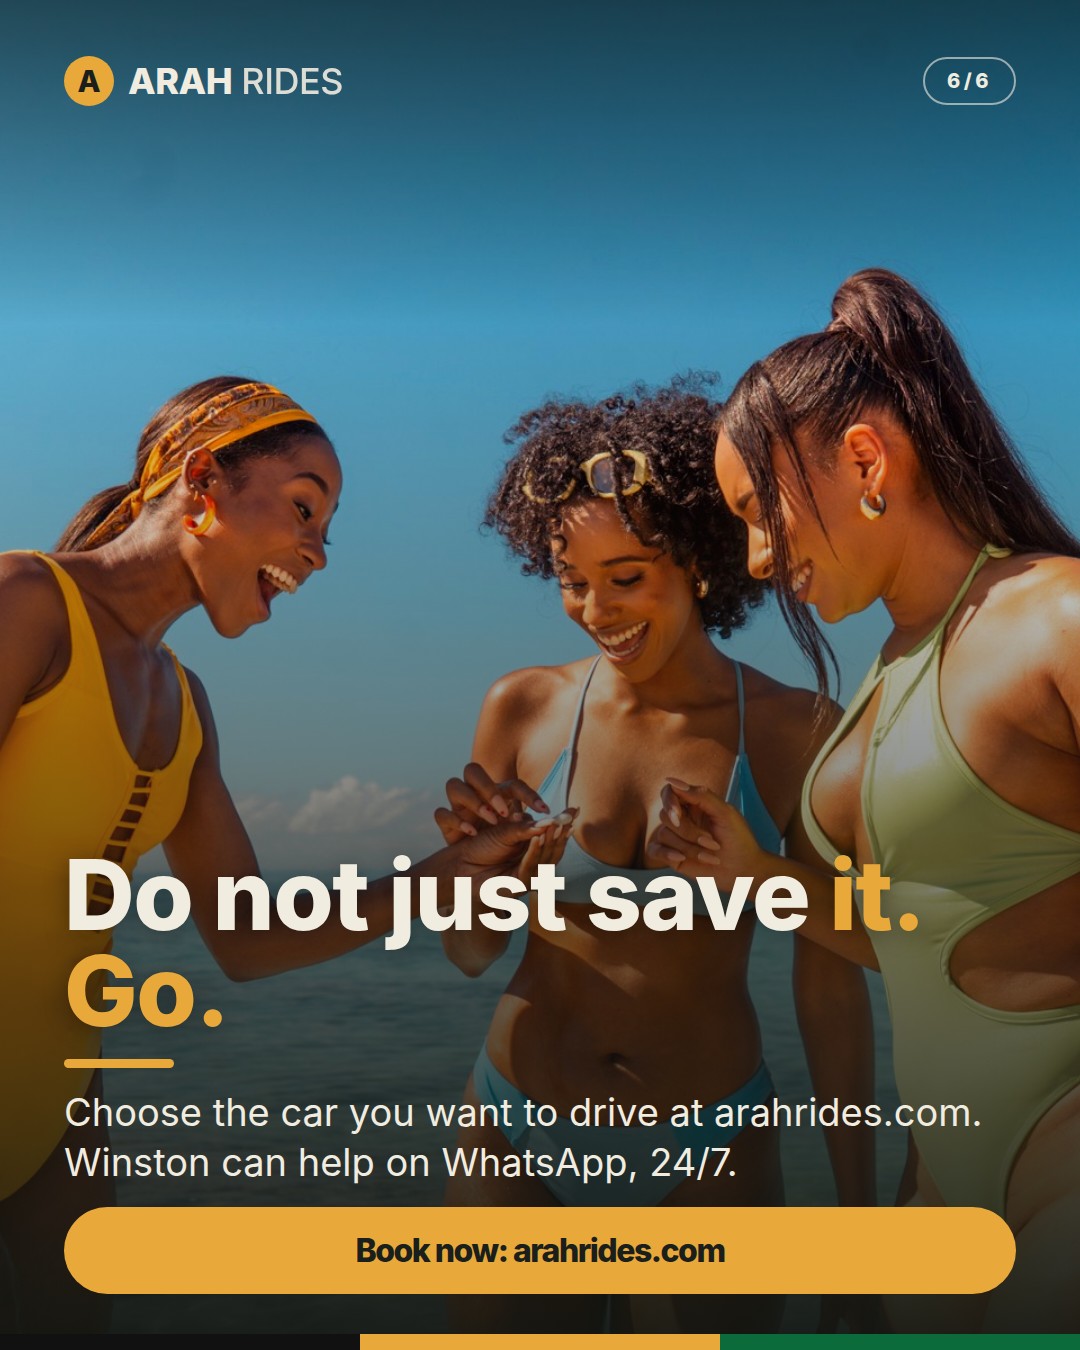 A ARAH RIDES
6/6
Do not just save it.
Go.
Choose the car you want to drive at arahrides.com.
Winston can help on WhatsApp, 24/7.
Book now: arahrides.com